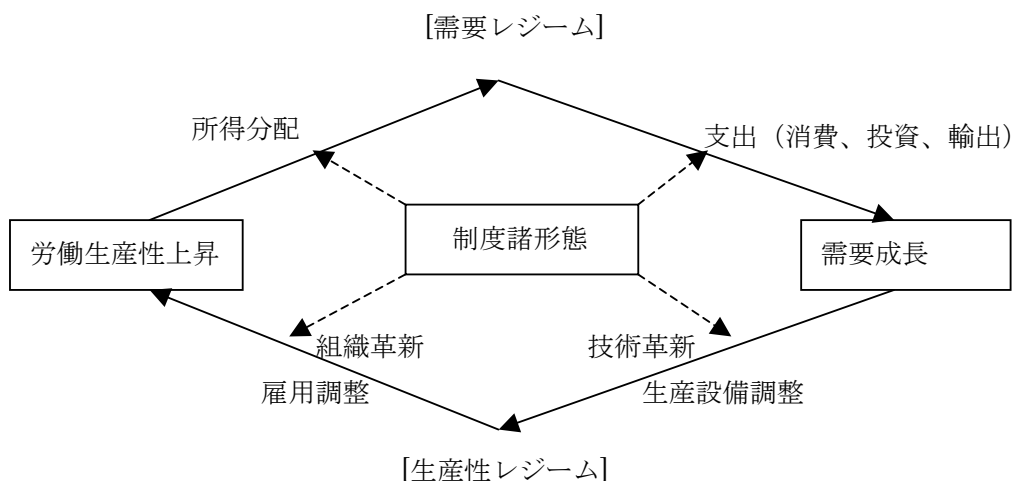 [需要レジーム]
所得分配
支出（消費、投資、輸出）
労働生産性上昇
制度諸形態
需要成長
組織革新
技術革新
雇用調整
生産設備調整
[生産性レジーム]